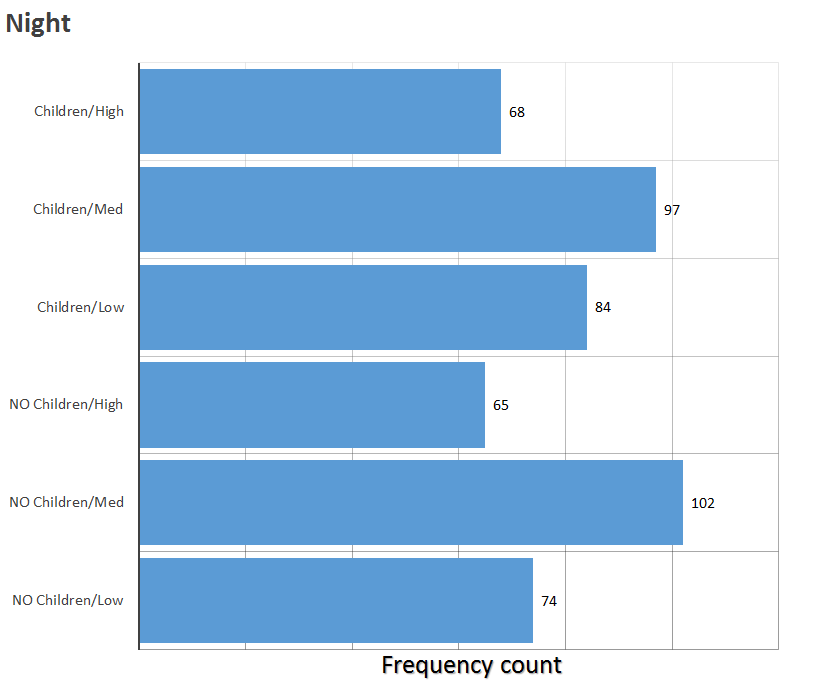 Night
Children/High
68
Children/Med
97
Children/Low
84
NO Children/High
65
NO Children/Med
102
NO Children/Low
74
Frequency count